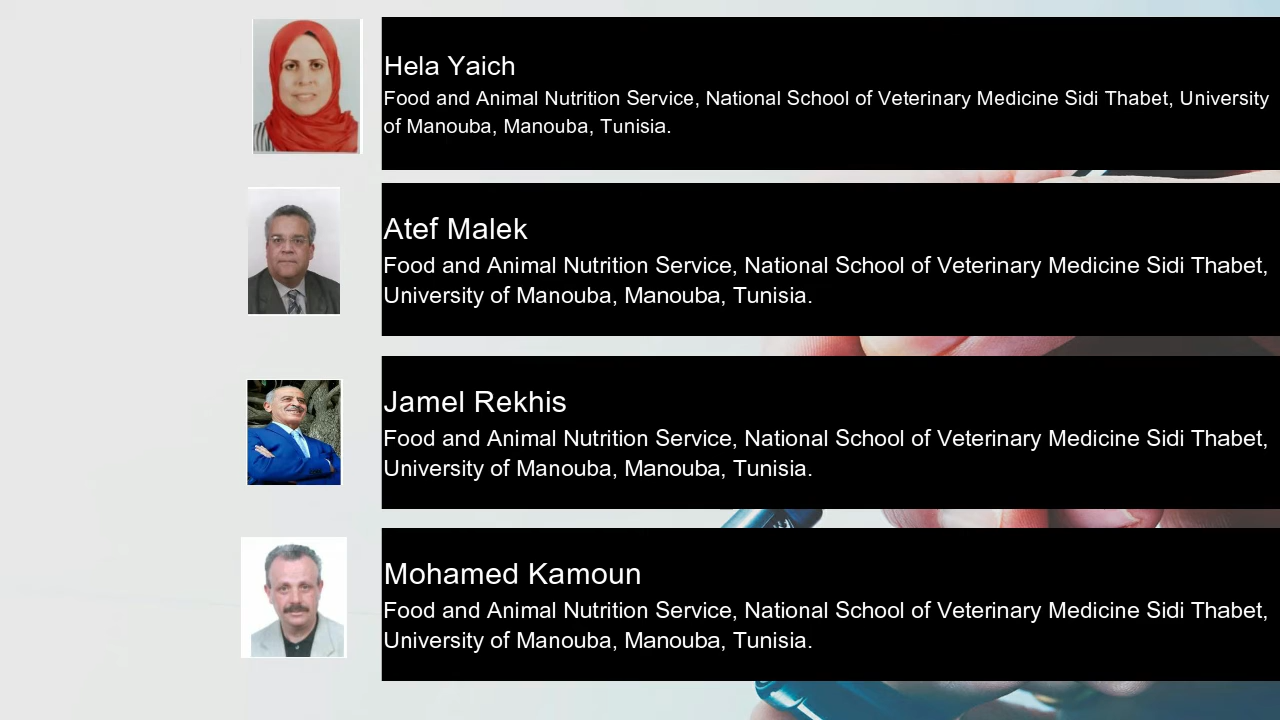 Hela Yaich
Food and Animal Nutrition Service, National School of Veterinary Medicine Sidi Thabet, University
of Manouba, Manouba, Tunisia.
Atef Malek
Food and Animal Nutrition Service, National School of Veterinary Medicine Sidi Thabet,
University of Manouba, Manouba, Tunisia.
Jamel Rekhis
Food and Animal Nutrition Service, National School of Veterinary Medicine Sidi Thabet,
University of Manouba, Manouba, Tunisia.
Mohamed Kamoun
Food and Animal Nutrition Service, National School of Veterinary Medicine Sidi Thabet,
University of Manouba, Manouba, Tunisia.